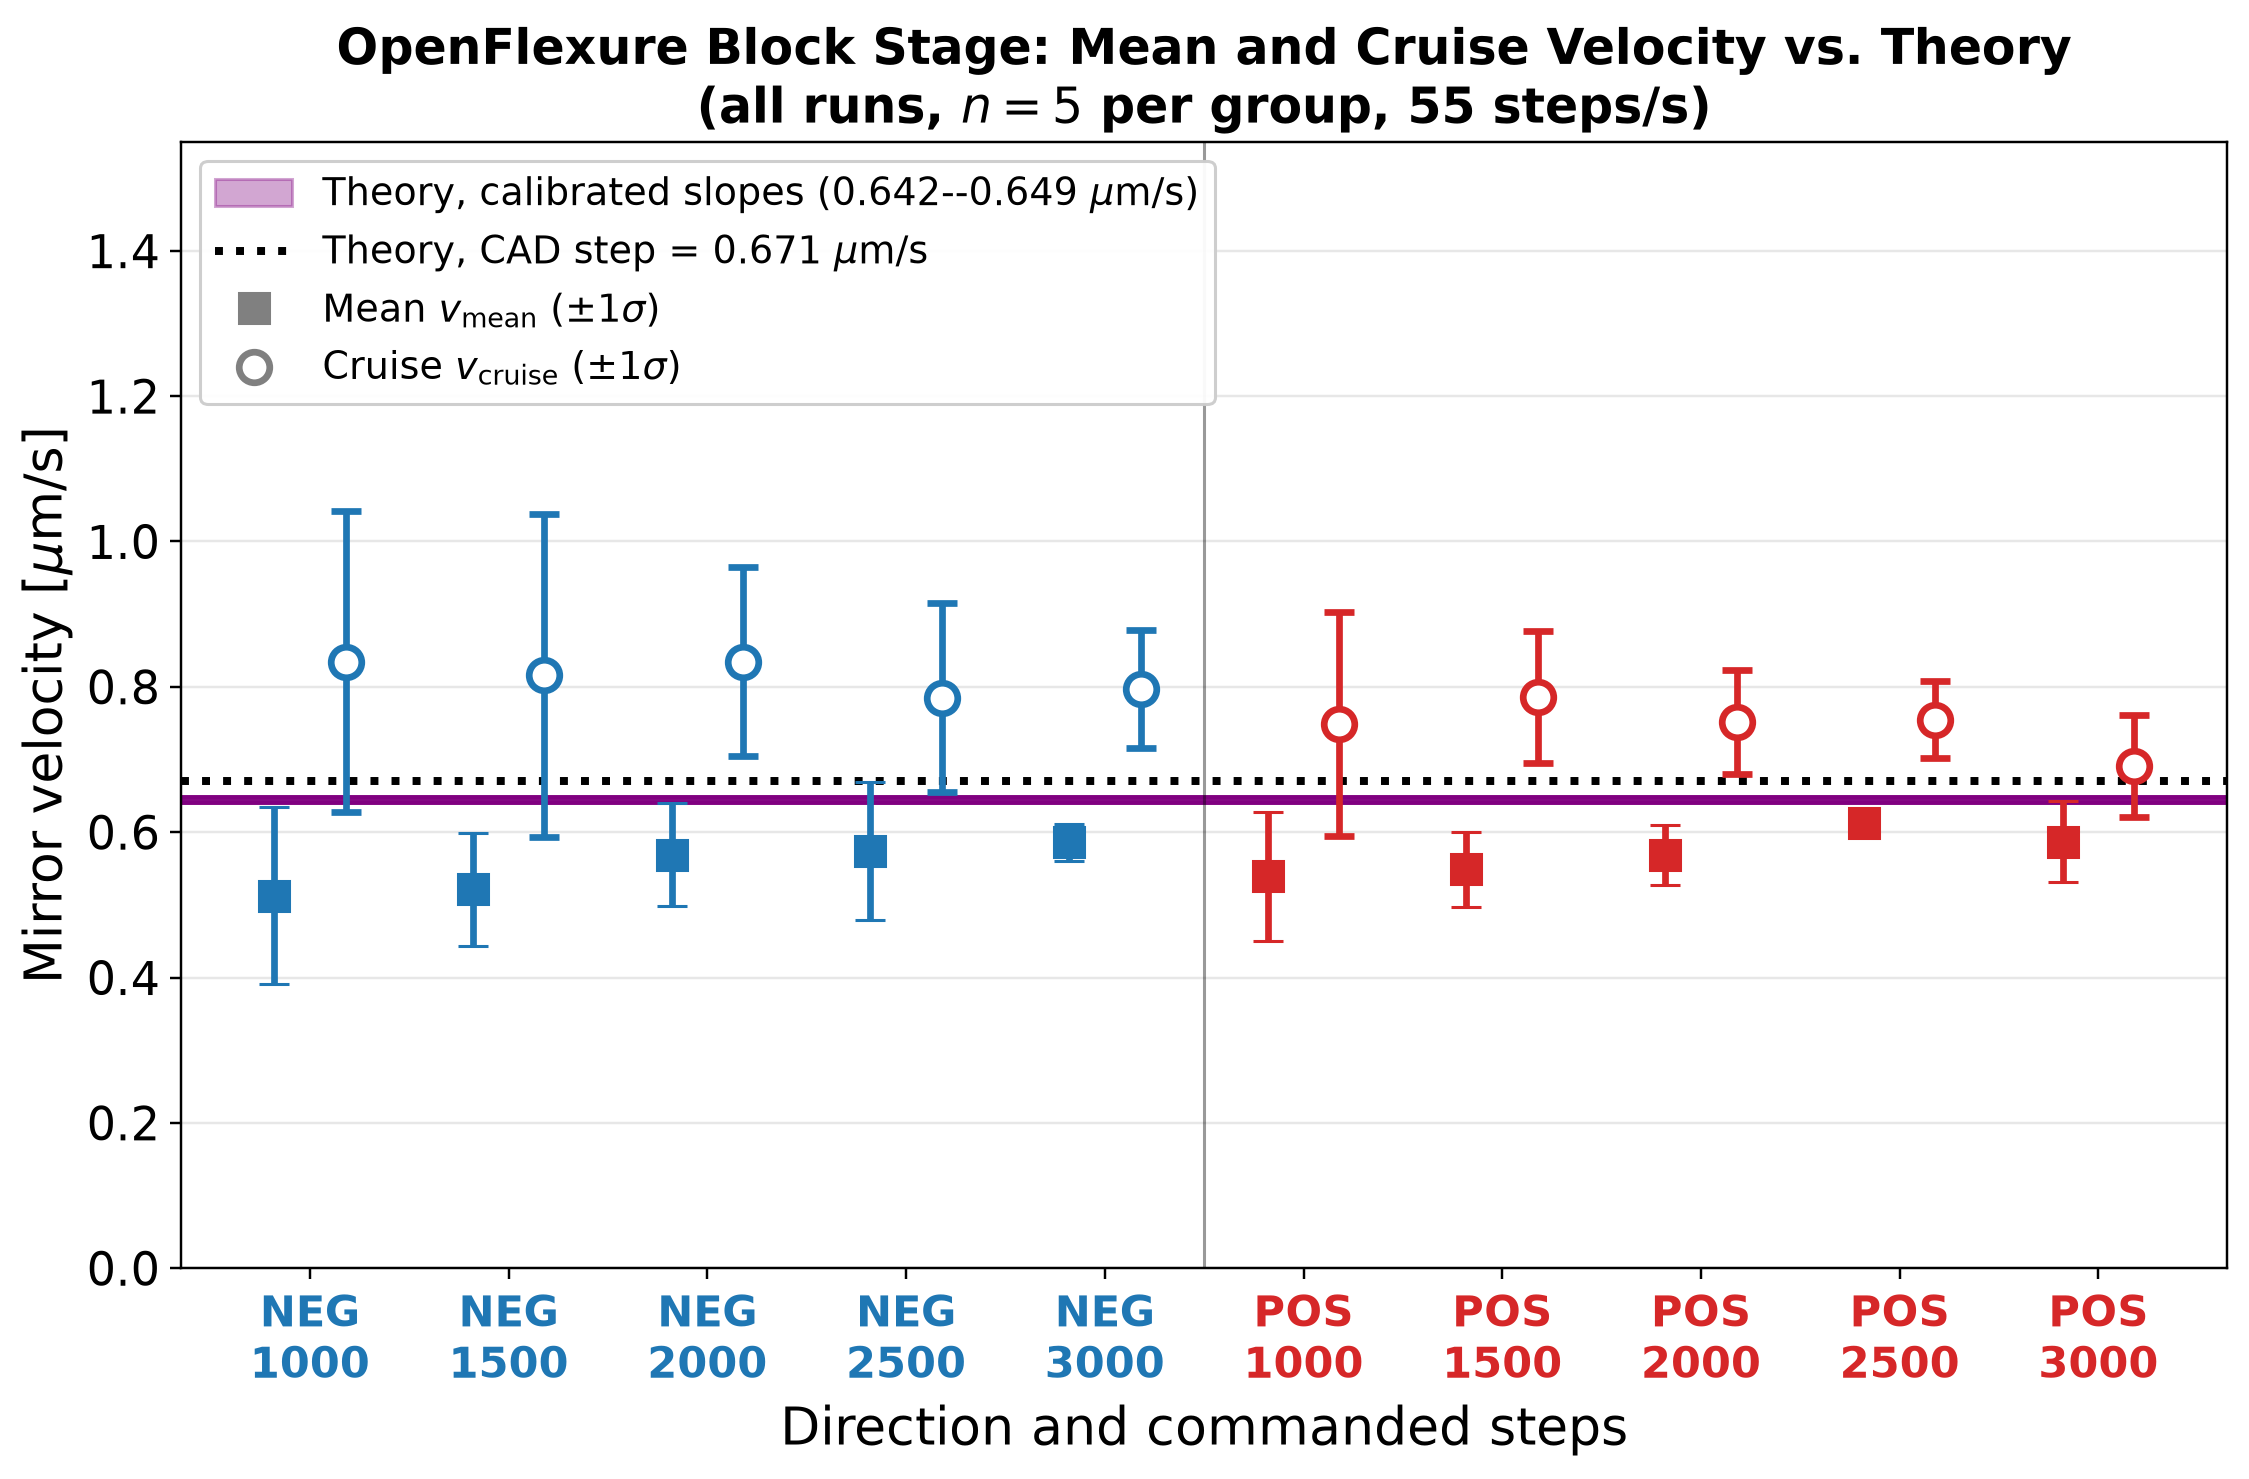 OpenFlexure Block Stage: Mean and Cruise Velocity vs. Theory
(all runs, n = 5 per group, 55 steps/s)
Theory, calibrated slopes (0.642--0.649 μm/s)
Theory, CAD step = 0.671 μm/s
Mean vmean (±1σ)
Cruise vcruise (±1σ)
Mirror velocity [μm/s]
1.4
1.2
1.0
0.8
0.6
0.4
0.2
0.0
NEG NEG NEG NEG NEG POS POS POS POS POS
1000 1500 2000 2500 3000 1000 1500 2000 2500 3000
Direction and commanded steps